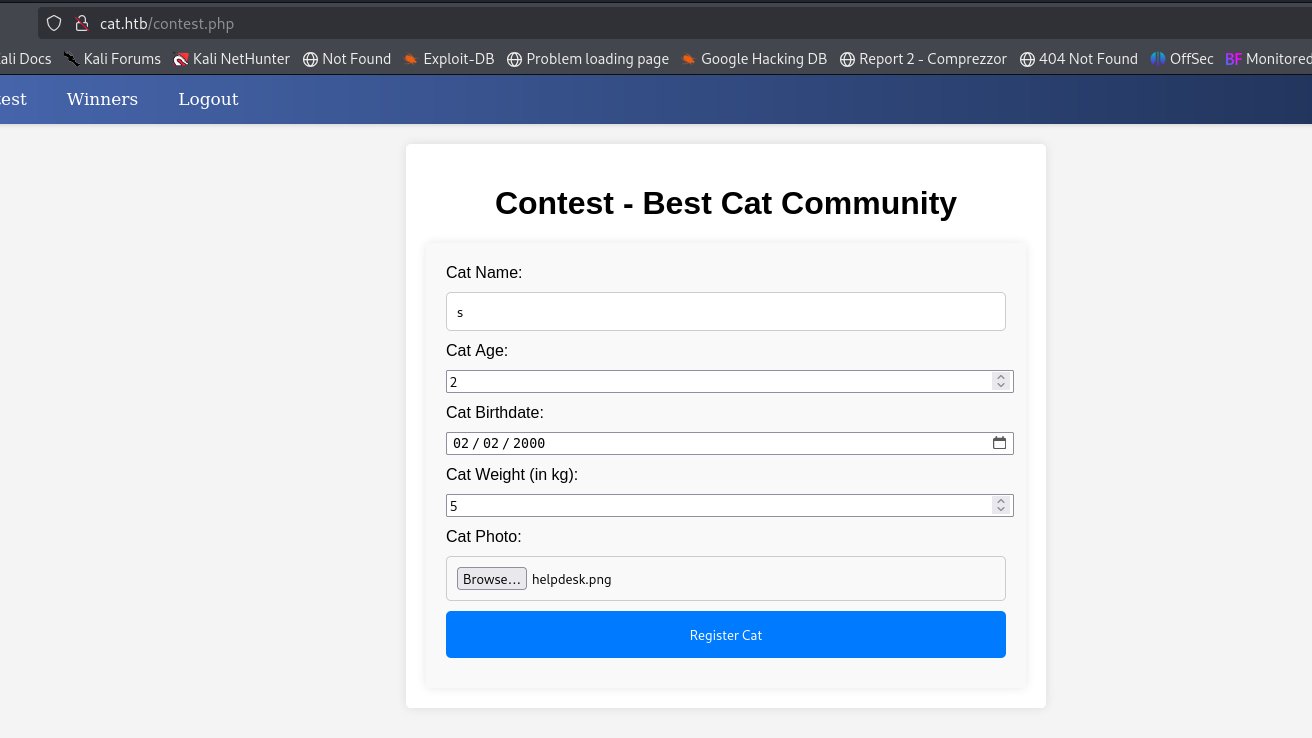 cat.htb/contest.php
ali Docs Kali Forums Kali NetHunter Not Found Exploit-DB Problem loading page Google Hacking DB Report 2 - Comprezzor 404 Not Found OffSec BF Monitored
est Winners Logout
Contest - Best Cat Community
Cat Name:
s
Cat Age:
2
Cat Birthdate:
02 / 02 / 2000
Cat Weight (in kg):
5
Cat Photo:
Browse... helpdesk.png
Register Cat